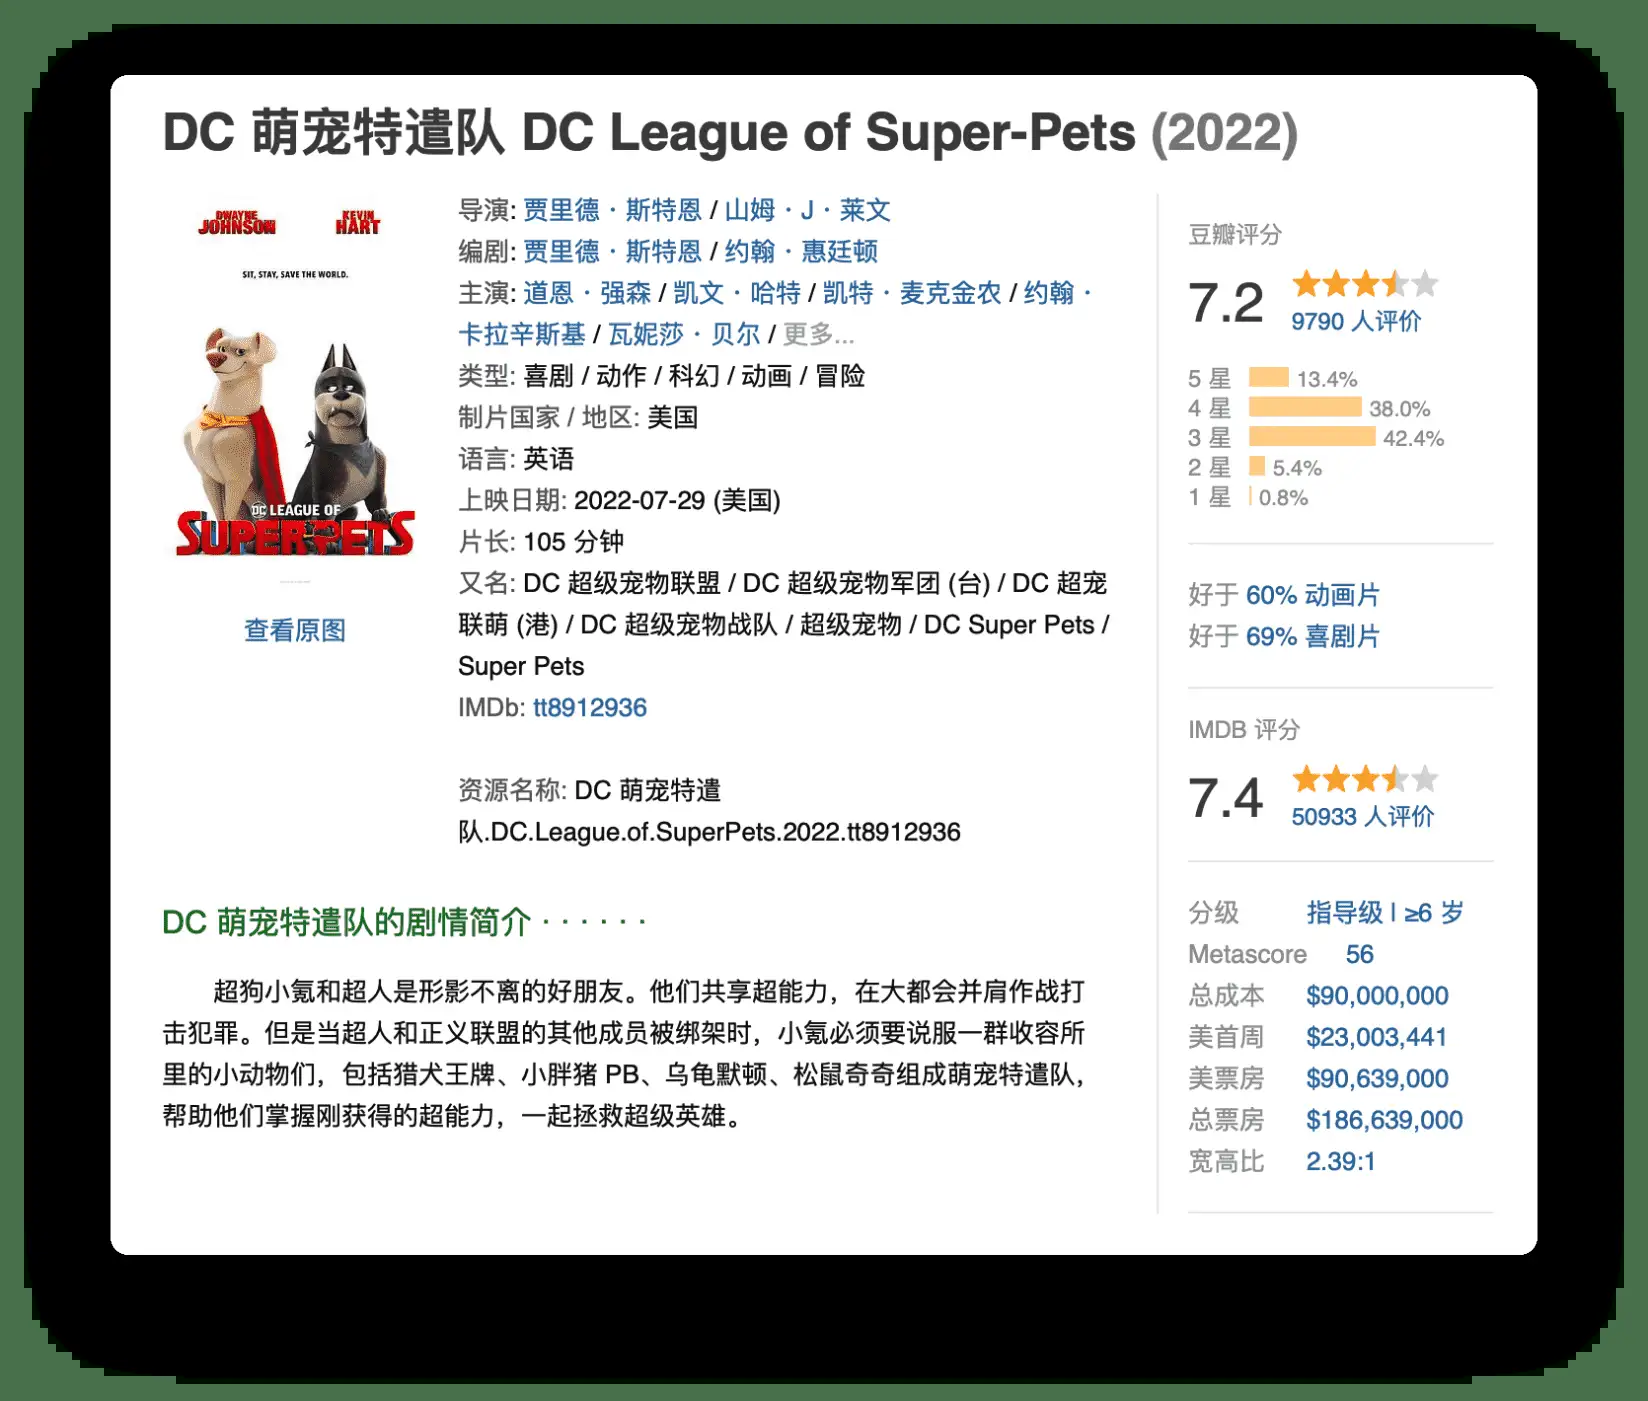 DC 萌宠特遣队 DC League of Super-Pets (2022)
DWAYNE JOHNSON
KEVIN HART
SIT, STAY, SAVE THE WORLD.
DC LEAGUE OF
SUPER-PETS
查看原图
导演: 贾里德 · 斯特恩 / 山姆 · J · 莱文
编剧: 贾里德 · 斯特恩 / 约翰 · 惠廷顿
主演: 道恩 · 强森 / 凯文 · 哈特 / 凯特 · 麦克金农 / 约翰 ·
卡拉辛斯基 / 瓦妮莎 · 贝尔 / 更多...
类型: 喜剧 / 动作 / 科幻 / 动画 / 冒险
制片国家 / 地区: 美国
语言: 英语
上映日期: 2022-07-29 (美国)
片长: 105 分钟
又名: DC 超级宠物联盟 / DC 超级宠物军团 (台) / DC 超宠
联萌 (港) / DC 超级宠物战队 / 超级宠物 / DC Super Pets /
Super Pets
IMDb: tt8912936
资源名称: DC 萌宠特遣
队.DC.League.of.SuperPets.2022.tt8912936
DC 萌宠特遣队的剧情简介 · · · · · ·
超狗小氪和超人是形影不离的好朋友。他们共享超能力，在大都会并肩作战打
击犯罪。但是当超人和正义联盟的其他成员被绑架时，小氪必须要说服一群收容所
里的小动物们，包括猎犬王牌、小胖猪 PB、乌龟默顿、松鼠奇奇组成萌宠特遣队，
帮助他们掌握刚获得的超能力，一起拯救超级英雄。
豆瓣评分
7.2
9790 人评价
5 星 13.4%
4 星 38.0%
3 星 42.4%
2 星 5.4%
1 星 0.8%
好于 60% 动画片
好于 69% 喜剧片
IMDB 评分
7.4
50933 人评价
分级 指导级 | ≥6 岁
Metascore 56
总成本 $90,000,000
美首周 $23,003,441
美票房 $90,639,000
总票房 $186,639,000
宽高比 2.39:1